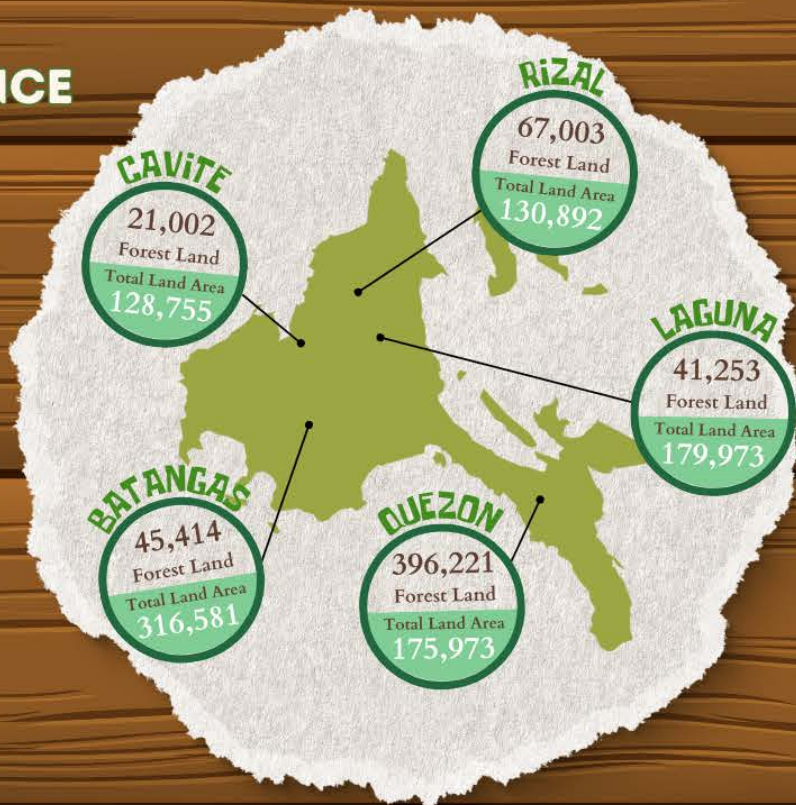 NCE
RiZAL
67,003
Forest Land
Total Land Area
130,892
CAViTE
21,002
Forest Land
Total Land Area
128,755
LAGUNA
41,253
Forest Land
Total Land Area
179,973
BATANGAS
45,414
Forest Land
Total Land Area
316,581
QUEZON
396,221
Forest Land
Total Land Area
175,973